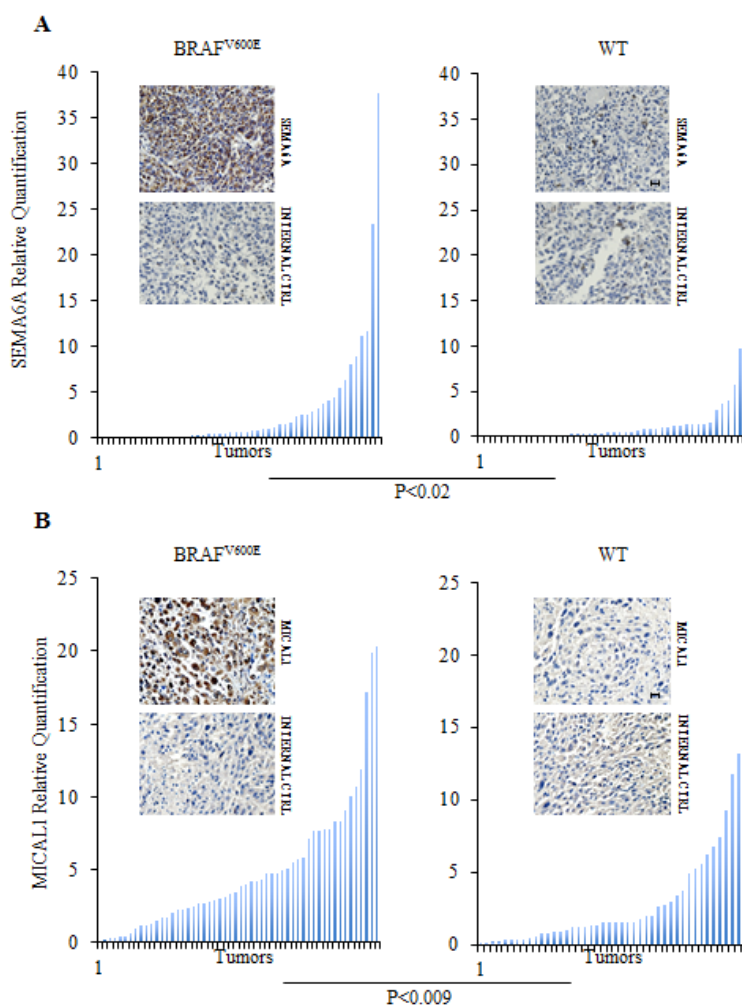 A
BRAFV600E
WT
SEMA6A Relative Quantification
40
35
30
25
20
15
10
5
0
SEMA6A
INTERNAL CTRL
1
Tumors
40
35
30
25
20
15
10
5
0
SEMA6A
INTERNAL CTRL
1
Tumors
P<0.02
B
BRAFV600E
WT
MICAL1 Relative Quantification
25
20
15
10
5
0
MICAL1
INTERNAL CTRL
1
Tumors
25
20
15
10
5
0
MICAL1
INTERNAL CTRL
1
Tumors
P<0.009